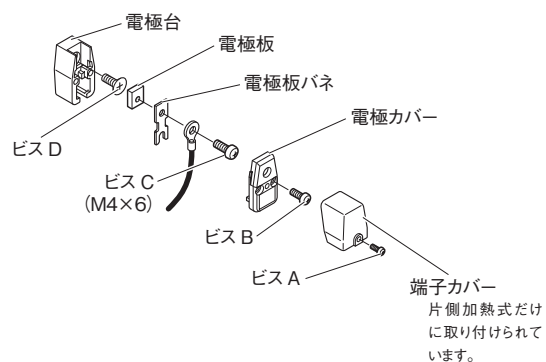 電極台
電極板
電極板バネ
電極カバー
ビス D
ビス C
(M4×6)
ビス B
ビス A
端子カバー
片側加熱式だけ
に取り付けられて
います。